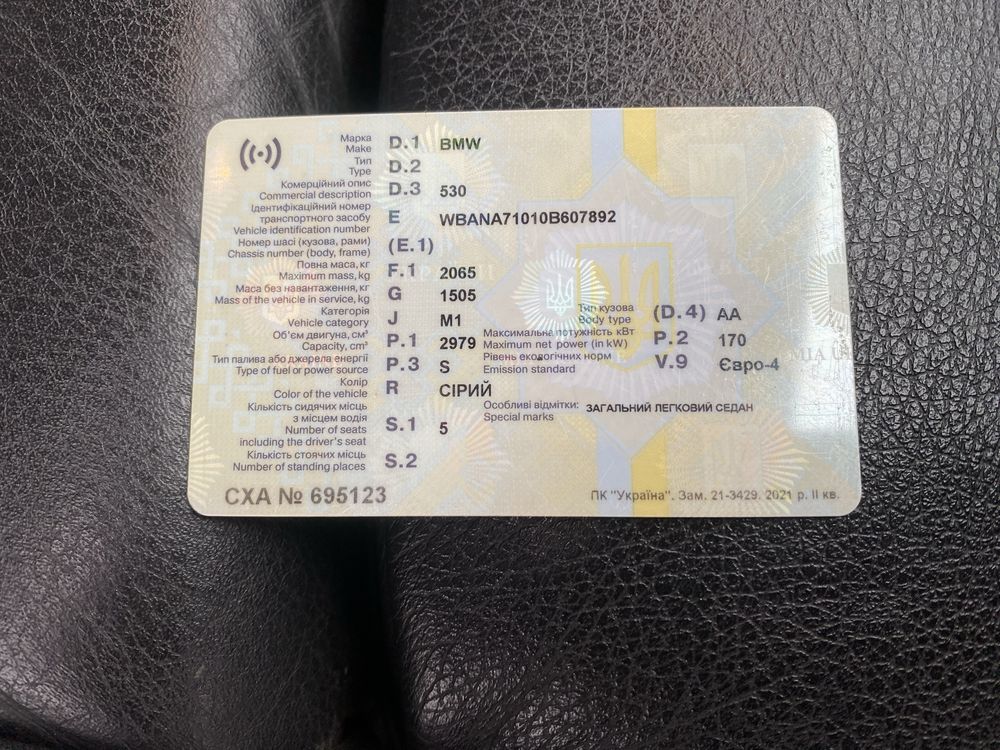 Марка D.1 BMW
Make
Тип D.2
Type
Комерційний опис D.3 530
Commercial description
Ідентифікаційний номер
транспортного засобу E WBANA71010B607892
Vehicle identification number
Номер шасі (кузова, рами) (E.1)
Chassis number (body, frame)
Повна маса, кг F.1 2065
Maximum mass, kg
Маса без навантаження, кг G 1505
Mass of the vehicle in service, kg
Категорія J M1
Vehicle category
Об'єм двигуна, см³ P.1 2979
Capacity, cm³
Тип палива або джерела енергії P.3 S
Type of fuel or power source
Колір R СІРИЙ
Color of the vehicle
Кількість сидячих місць
з місцем водія S.1 5
Number of seats
including the driver's seat
Кількість стоячих місць S.2
Number of standing places
Тип кузова (D.4) AA
Body type
Максимальна потужність кВт P.2 170
Maximum net power (in kW)
Рівень екологічних норм V.9 Євро-4
Emission standard
Особливі відмітки: ЗАГАЛЬНИЙ ЛЕГКОВИЙ СЕДАН
Special marks
СХА № 695123
ПК "Україна". Зам. 21-3429. 2021 р. II кв.